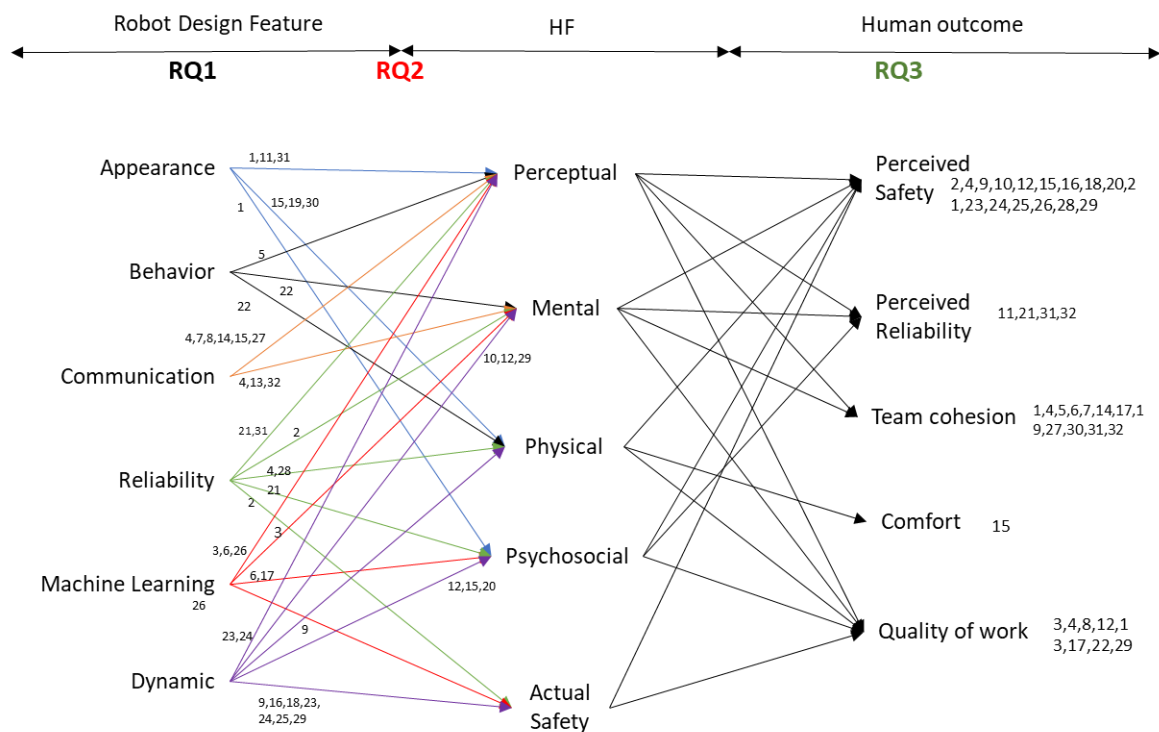 Robot Design Feature
HF
Human outcome
RQ1
RQ2
RQ3
Appearance
1,11,31
15,19,30
1
Behavior
5
22
22
Communication
4,7,8,14,15,27
4,13,32
Reliability
21,31
2
4,28
21
2
Machine Learning
3
3,6,26
6,17
26
Dynamic
23,24
9
10,12,29
12,15,20
9,16,18,23,
24,25,29
Perceptual
Mental
Physical
Psychosocial
Actual
Safety
Perceived
Safety
2,4,9,10,12,15,16,18,20,2
1,23,24,25,26,28,29
Perceived
Reliability
11,21,31,32
Team cohesion
1,4,5,6,7,14,17,1
9,27,30,31,32
Comfort
15
Quality of work
3,4,8,12,1
3,17,22,29